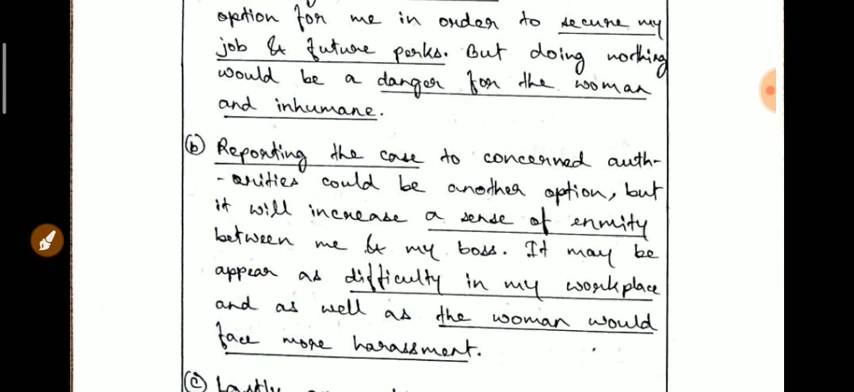 option for me in order to secure my
job & future perks. But doing nothing
would be a danger for the woman
and inhumane.
(b) Reporting the case to concerned auth-
-orities could be another option, but
it will increase a sense of enmity
between me & my boss. It may be
appear as difficulty in my workplace
and as well as the woman would
face more harassment.
(c) Lastly